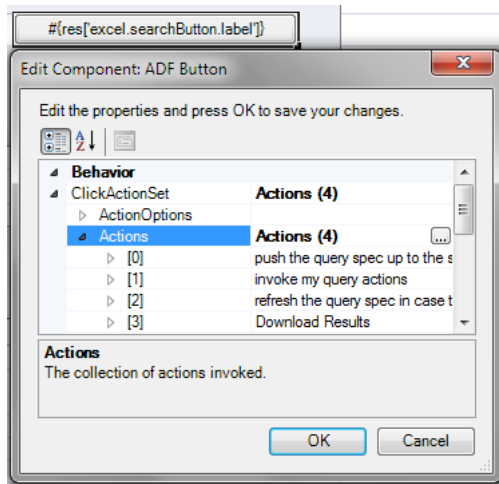 #{res['excel.searchButton.label']}
Edit Component: ADF Button
Edit the properties and press OK to save your changes.
Behavior
ClickActionSet Actions (4)
ActionOptions
Actions Actions (4) ...
[0] push the query spec up to the s
[1] invoke my query actions
[2] refresh the query spec in case t
[3] Download Results
Actions
The collection of actions invoked.
OK Cancel